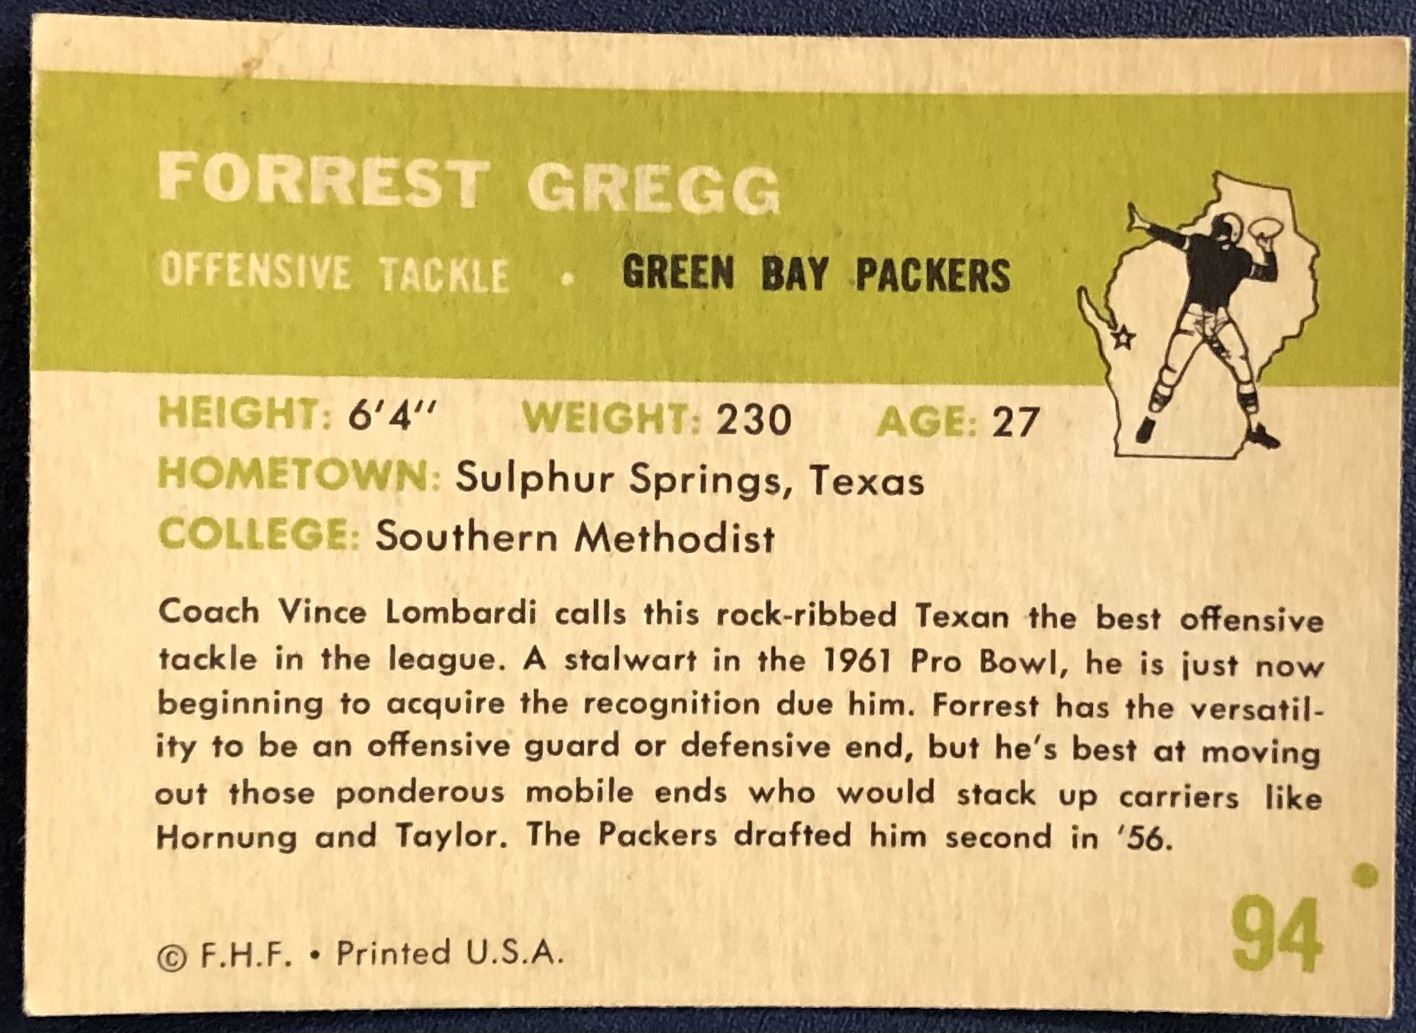 FORREST GREGG
OFFENSIVE TACKLE • GREEN BAY PACKERS
HEIGHT: 6'4" WEIGHT: 230 AGE: 27
HOMETOWN: Sulphur Springs, Texas
COLLEGE: Southern Methodist
Coach Vince Lombardi calls this rock-ribbed Texan the best offensive
tackle in the league. A stalwart in the 1961 Pro Bowl, he is just now
beginning to acquire the recognition due him. Forrest has the versatil-
ity to be an offensive guard or defensive end, but he's best at moving
out those ponderous mobile ends who would stack up carriers like
Hornung and Taylor. The Packers drafted him second in '56.
© F.H.F. • Printed U.S.A.
94